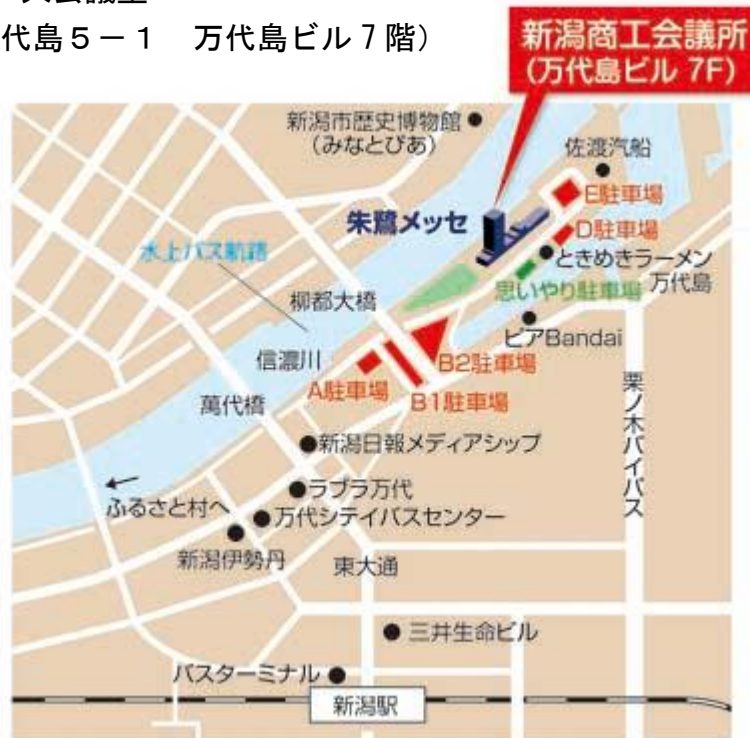 代島５－１　万代島ビル７階）
新潟商工会議所
(万代島ビル 7F)
新潟市歴史博物館
（みなとぴあ）
佐渡汽船
E駐車場
朱鷺メッセ
D駐車場
水上バス航路
ときめきラーメン
万代島
思いやり駐車場
柳都大橋
ピアBandai
信濃川
B2駐車場
A駐車場
B1駐車場
萬代橋
栗ノ木バイパス
新潟日報メディアシップ
ラブラ万代
ふるさと村へ
万代シテイバスセンター
新潟伊勢丹
東大通
三井生命ビル
バスターミナル
新潟駅